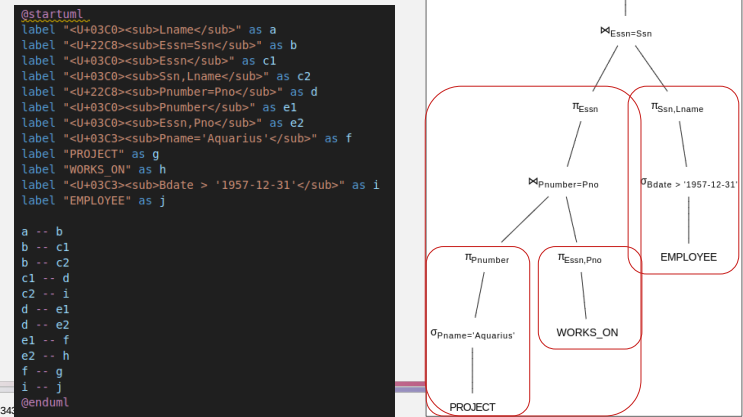 @startuml
label "<U+03C0><sub>Lname</sub>" as a
label "<U+22C8><sub>Essn=Ssn</sub>" as b
label "<U+03C0><sub>Essn</sub>" as c1
label "<U+03C0><sub>Ssn,Lname</sub>" as c2
label "<U+22C8><sub>Pnumber=Pno</sub>" as d
label "<U+03C0><sub>Pnumber</sub>" as e1
label "<U+03C0><sub>Essn,Pno</sub>" as e2
label "<U+03C3><sub>Pname='Aquarius'</sub>" as f
label "PROJECT" as g
label "WORKS_ON" as h
label "<U+03C3><sub>Bdate > '1957-12-31'</sub>" as i
label "EMPLOYEE" as j
a -- b
b -- c1
b -- c2
c1 -- d
c2 -- i
d -- e1
d -- e2
e1 -- f
e2 -- h
f -- g
i -- j
@enduml
343
⋈Essn=Ssn
πEssn
πSsn,Lname
⋈Pnumber=Pno
σBdate > '1957-12-31'
πPnumber
πEssn,Pno
EMPLOYEE
σPname='Aquarius'
WORKS_ON
PROJECT